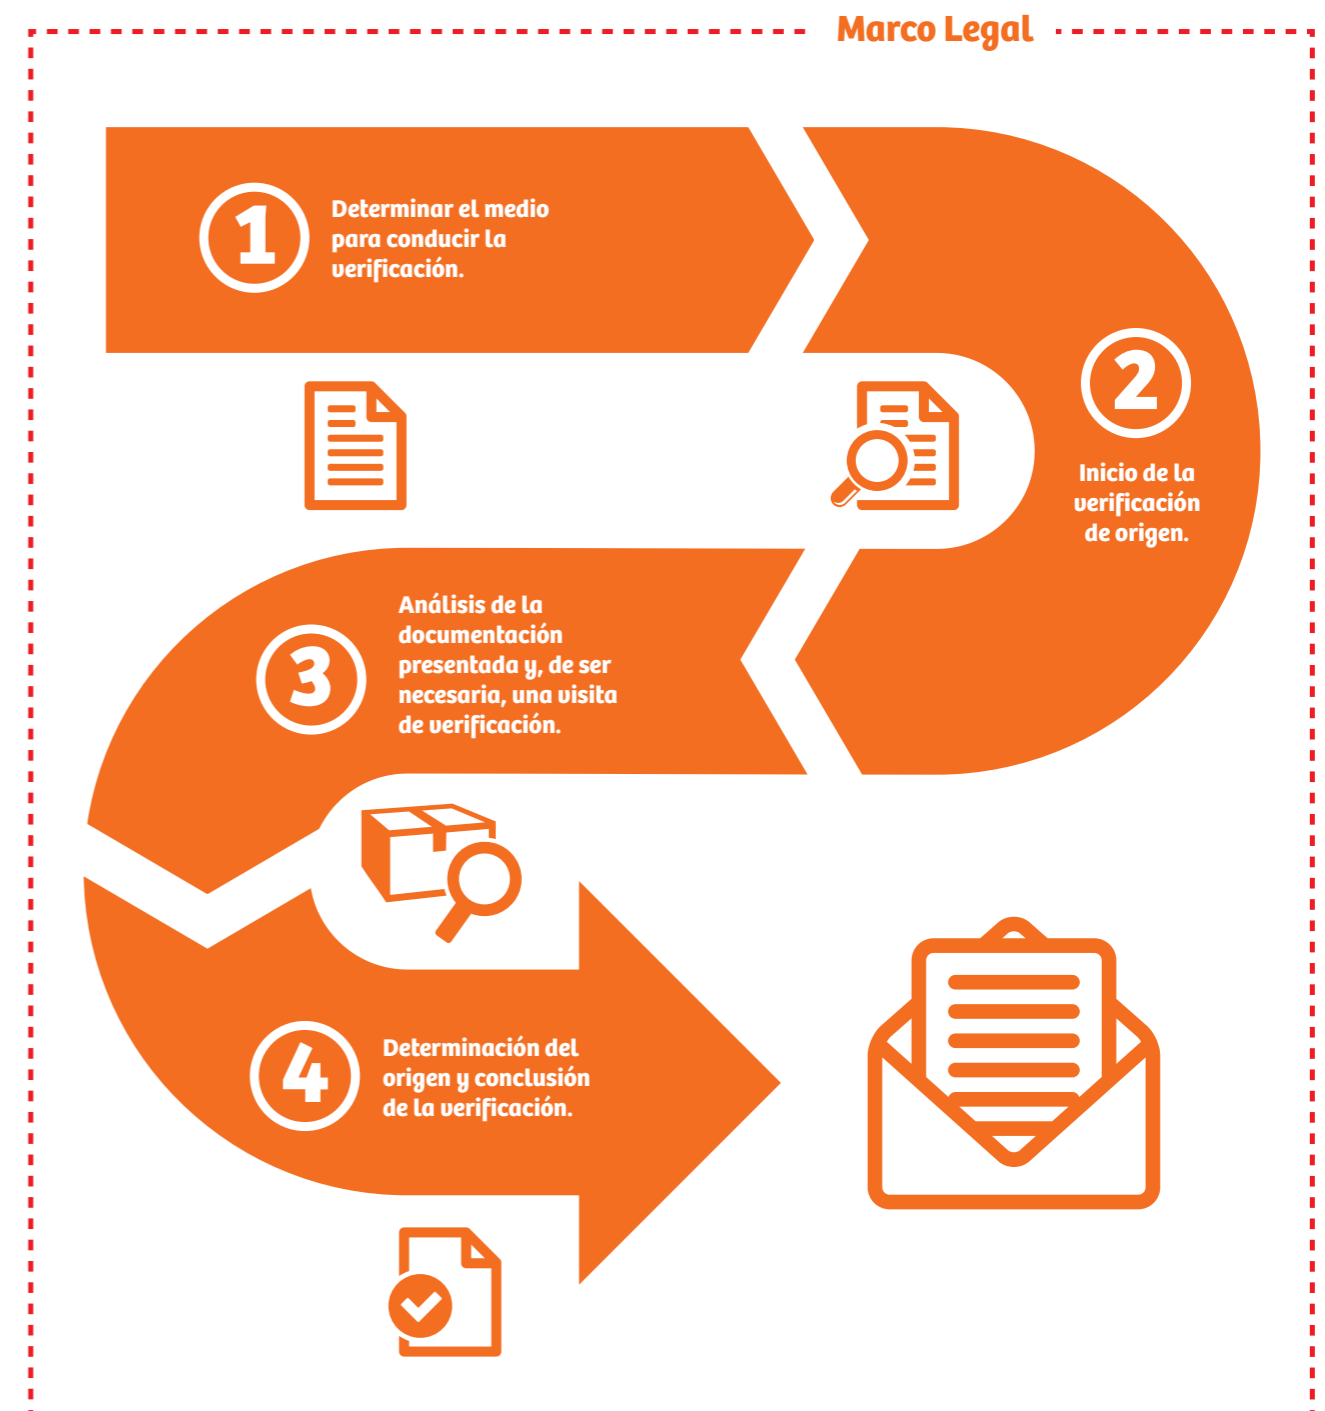 Marco Legal
1
Determinar el medio
para conducir la
verificación.
2
Inicio de la
verificación
de origen.
3
Análisis de la
documentación
presentada y, de ser
necesaria, una visita
de verificación.
4
Determinación del
origen y conclusión
de la verificación.